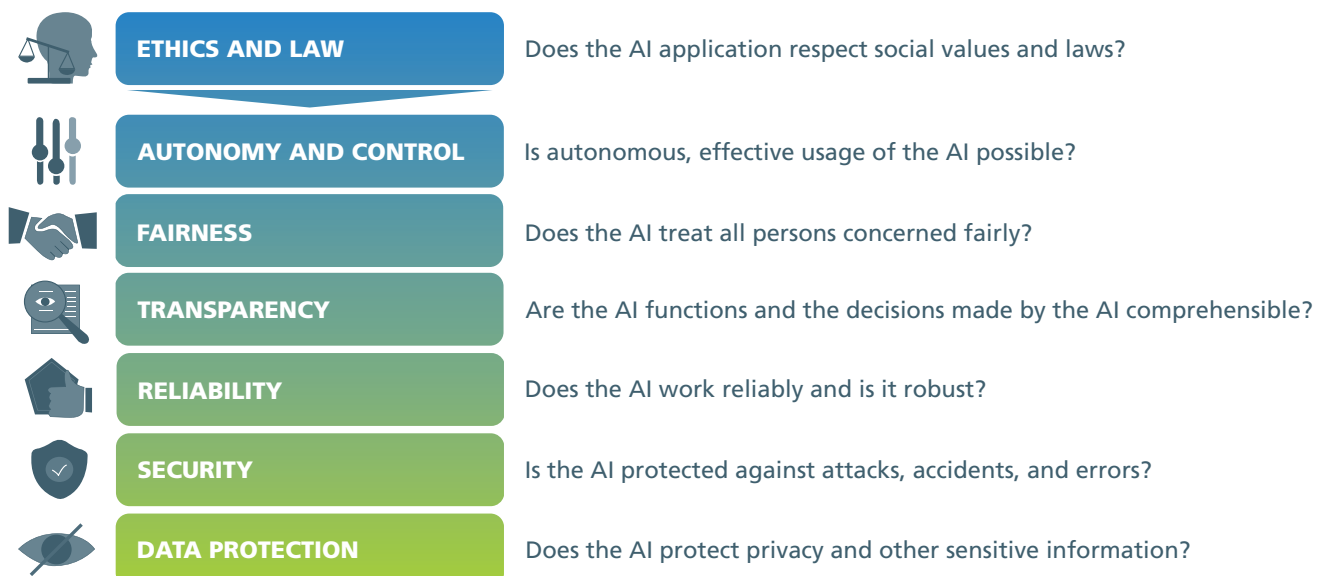 ETHICS AND LAW
Does the AI application respect social values and laws?
AUTONOMY AND CONTROL
Is autonomous, effective usage of the AI possible?
FAIRNESS
Does the AI treat all persons concerned fairly?
TRANSPARENCY
Are the AI functions and the decisions made by the AI comprehensible?
RELIABILITY
Does the AI work reliably and is it robust?
SECURITY
Is the AI protected against attacks, accidents, and errors?
DATA PROTECTION
Does the AI protect privacy and other sensitive information?